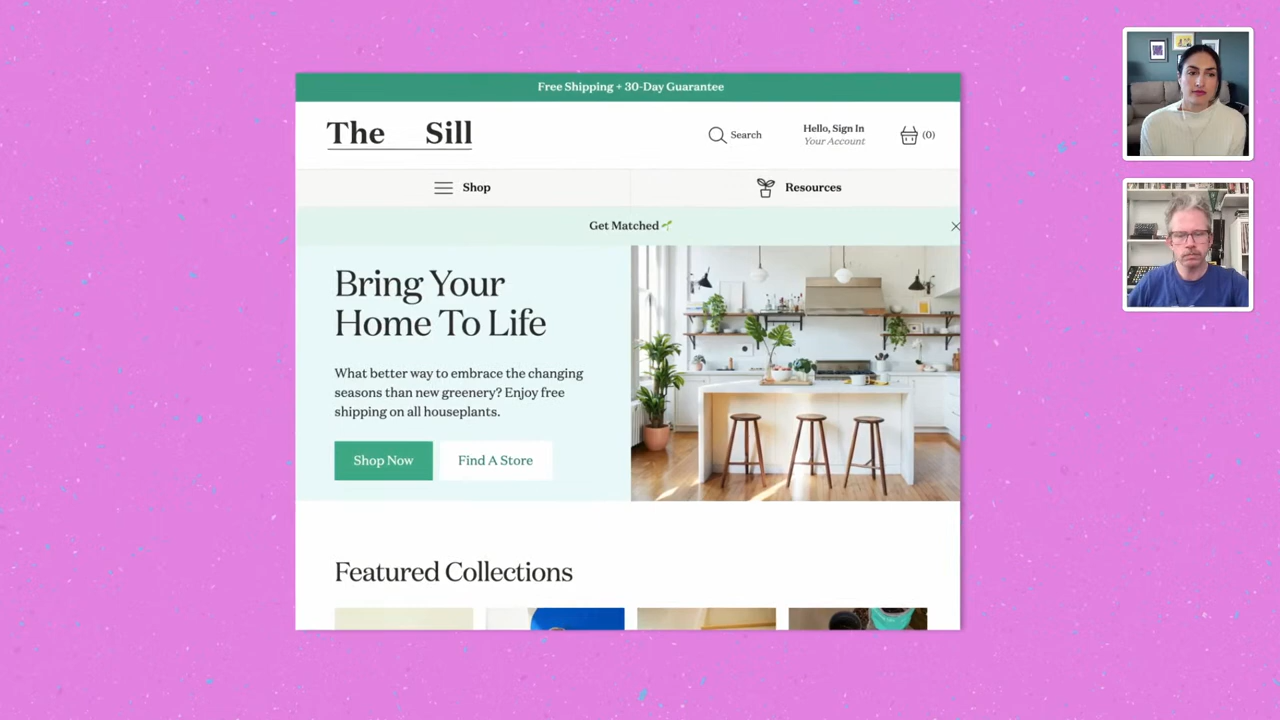 Free Shipping + 30-Day Guarantee
The Sill
Search
Hello, Sign In
Your Account
(0)
Shop
Resources
Get Matched
Bring Your
Home To Life
What better way to embrace the changing
seasons than new greenery? Enjoy free
shipping on all houseplants.
Shop Now
Find A Store
Featured Collections